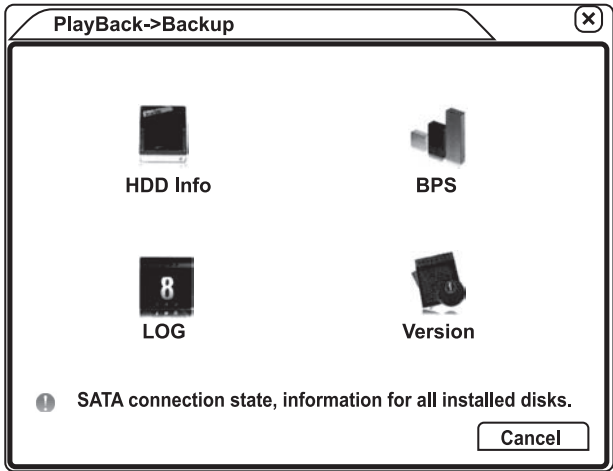 PlayBack->Backup
HDD Info
BPS
8
LOG
Version
SATA connection state, information for all installed disks.
Cancel